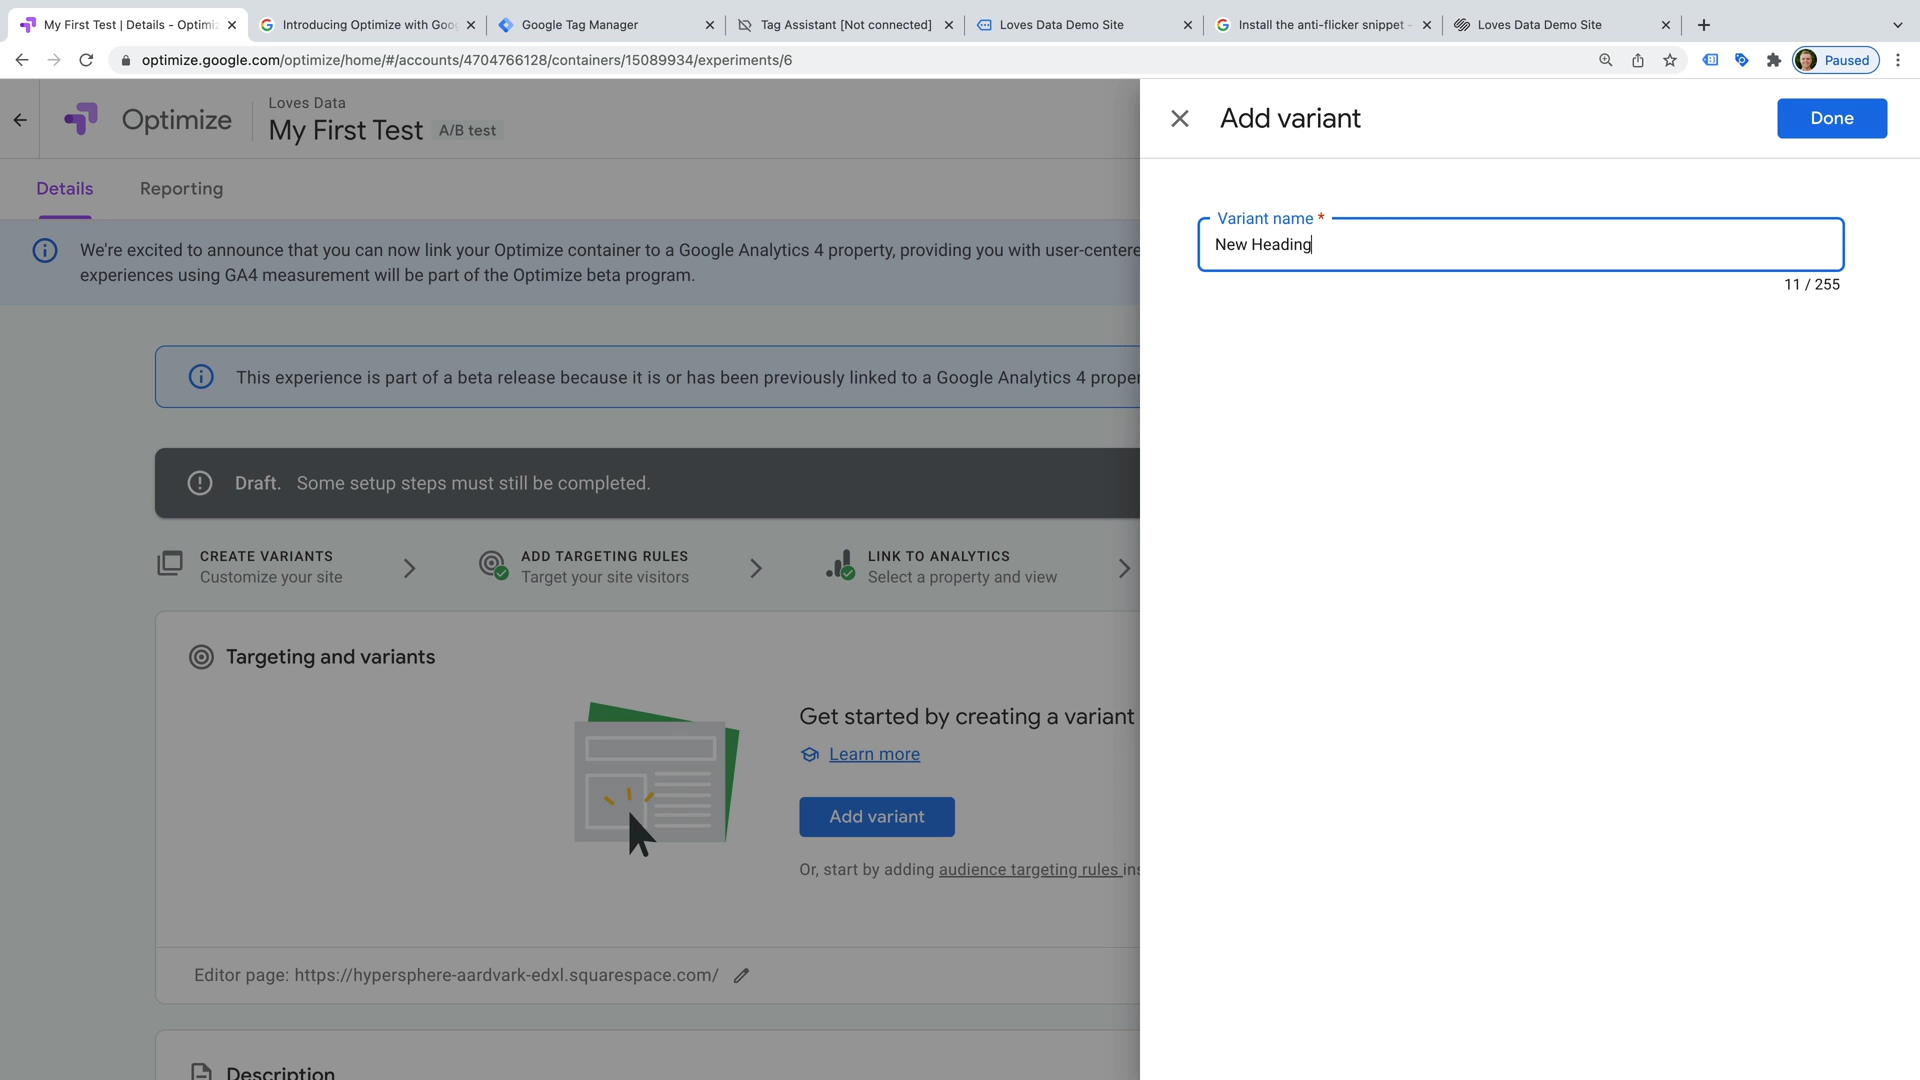 My First Test | Details - Optimiz
Introducing Optimize with Goog
Google Tag Manager
Tag Assistant [Not connected]
Loves Data Demo Site
Install the anti-flicker snippet -
Loves Data Demo Site
optimize.google.com/optimize/home/#/accounts/4704766128/containers/15089934/experiments/6
Paused
Optimize
Loves Data
My First Test A/B test
Add variant
Done
Details
Reporting
Variant name *
New Heading
11 / 255
We're excited to announce that you can now link your Optimize container to a Google Analytics 4 property, providing you with user-centere
experiences using GA4 measurement will be part of the Optimize beta program.
This experience is part of a beta release because it is or has been previously linked to a Google Analytics 4 proper
Draft. Some setup steps must still be completed.
CREATE VARIANTS
Customize your site
ADD TARGETING RULES
Target your site visitors
LINK TO ANALYTICS
Select a property and view
Targeting and variants
Get started by creating a variant
Learn more
Add variant
Or, start by adding audience targeting rules ins
Editor page: https://hypersphere-aardvark-edxl.squarespace.com/
Description